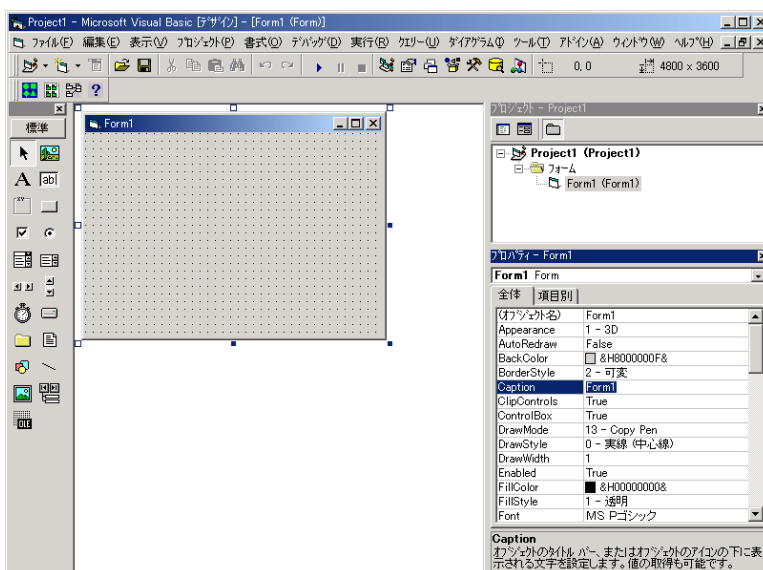 Project1 - Microsoft Visual Basic [ﾃﾞｻﾞｲﾝ] - [Form1 (Form)]
ﾌｧｲﾙ(F) 編集(E) 表示(V) ﾌﾟﾛｼﾞｪｸﾄ(P) 書式(O) ﾃﾞﾊﾞｯｸﾞ(D) 実行(R) ｸｴﾘｰ(U) ﾀﾞｲｱｸﾞﾗﾑ(I) ﾂｰﾙ(T) ｱﾄﾞｲﾝ(A) ｳｨﾝﾄﾞｳ(W) ﾍﾙﾌﾟ(H)
0, 0 4800 x 3600
標準
A ab|
xv
OLE
Form1
ﾌﾟﾛｼﾞｪｸﾄ - Project1
Project1 (Project1)
ﾌｫｰﾑ
Form1 (Form1)
ﾌﾟﾛﾊﾟﾃｨ - Form1
Form1 Form
全体 項目別
(ｵﾌﾞｼﾞｪｸﾄ名) Form1
Appearance 1 - 3D
AutoRedraw False
BackColor &H8000000F&
BorderStyle 2 - 可変
Caption Form1
ClipControls True
ControlBox True
DrawMode 13 - Copy Pen
DrawStyle 0 - 実線 (中心線)
DrawWidth 1
Enabled True
FillColor &H00000000&
FillStyle 1 - 透明
Font MS Pゴシック
Caption
ｵﾌﾞｼﾞｪｸﾄのﾀｲﾄﾙ ﾊﾞｰ、またはｵﾌﾞｼﾞｪｸﾄのｱｲｺﾝの下に表
示される文字を設定します。値の取得も可能です。